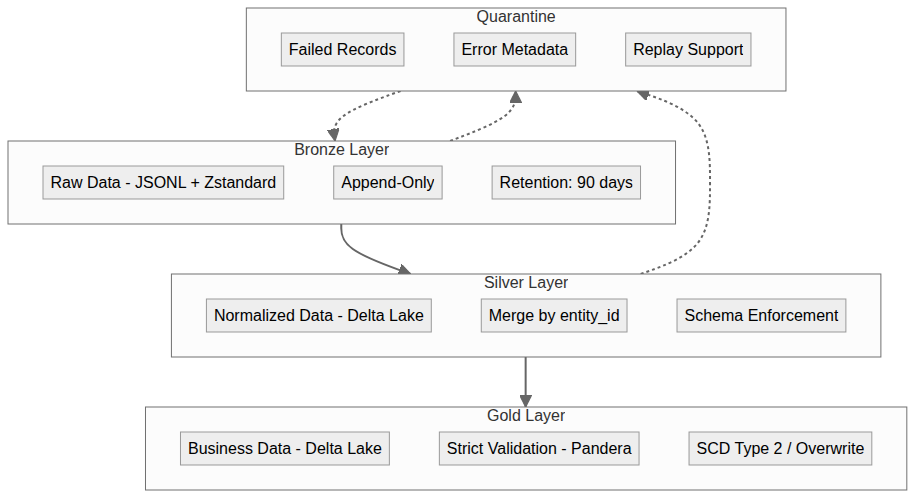 Quarantine
Failed Records
Error Metadata
Replay Support
Bronze Layer
Raw Data - JSONL + Zstandard
Append-Only
Retention: 90 days
Silver Layer
Normalized Data - Delta Lake
Merge by entity_id
Schema Enforcement
Gold Layer
Business Data - Delta Lake
Strict Validation - Pandera
SCD Type 2 / Overwrite